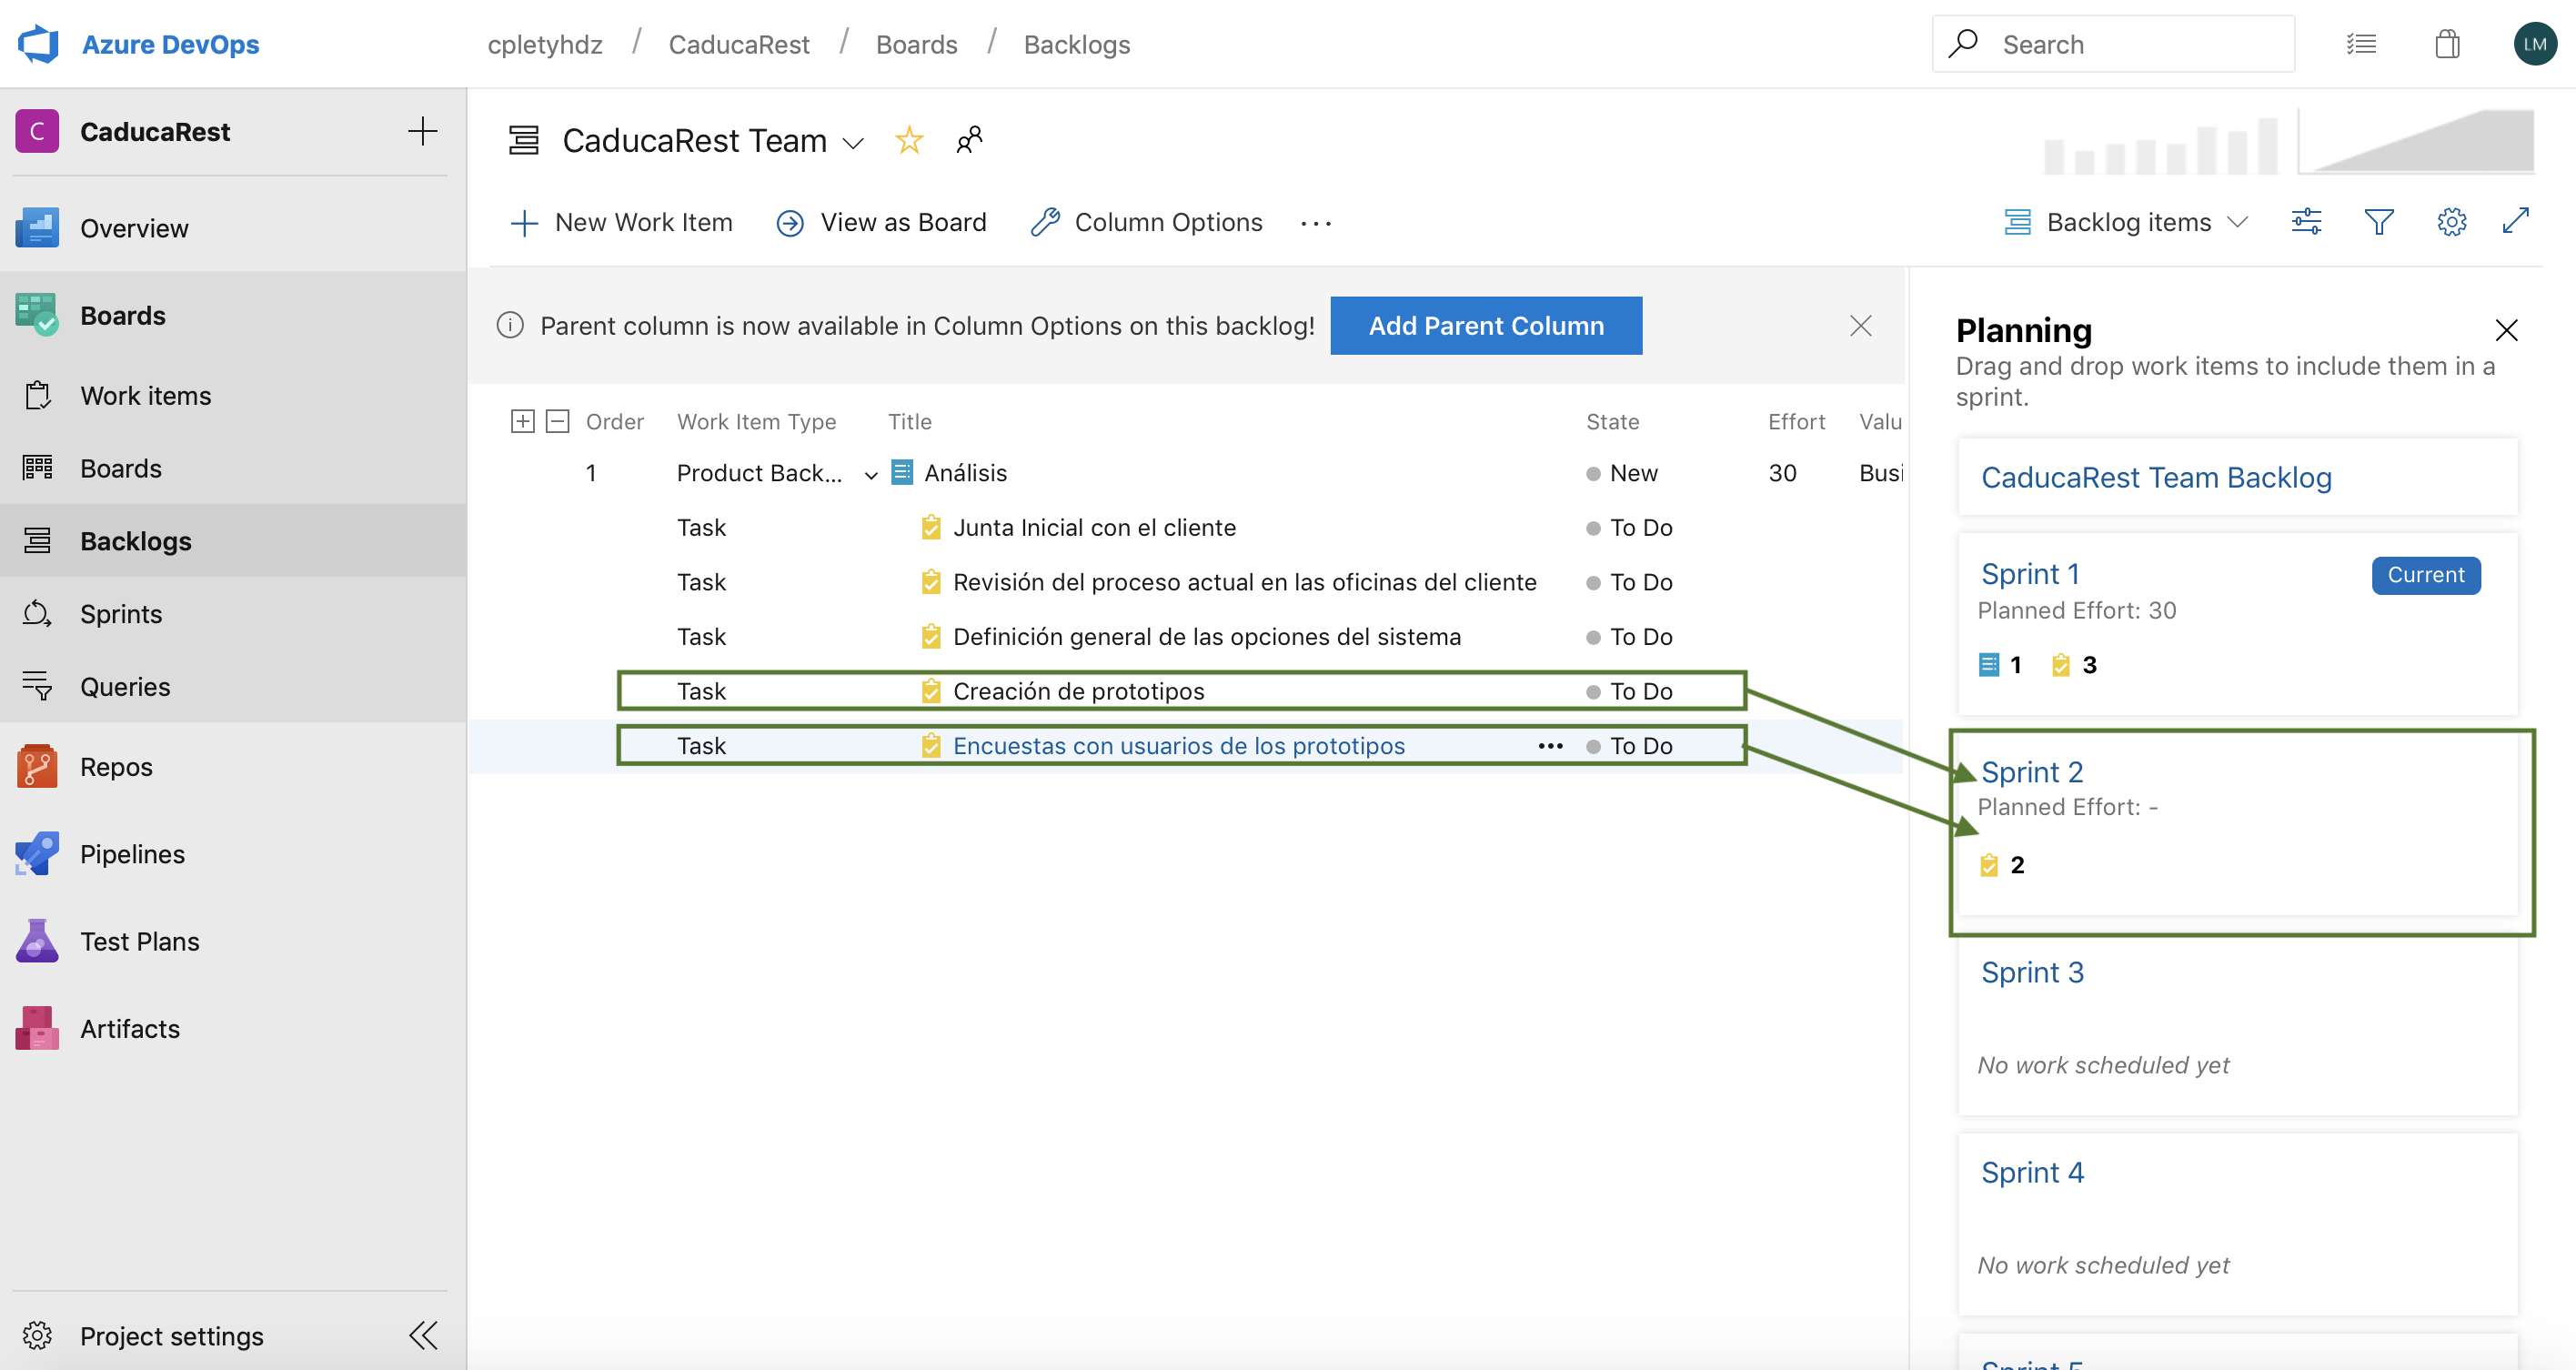 Azure DevOps
cpletyhdz / CaducaRest / Boards / Backlogs
Search
LM
C CaducaRest
Overview
Boards
Work items
Boards
Backlogs
Sprints
Queries
Repos
Pipelines
Test Plans
Artifacts
Project settings
CaducaRest Team
New Work Item View as Board Column Options ...
Backlog items
Parent column is now available in Column Options on this backlog! Add Parent Column
Order Work Item Type Title State Effort Valu
1 Product Back... Análisis New 30 Busi
Task Junta Inicial con el cliente To Do
Task Revisión del proceso actual en las oficinas del cliente To Do
Task Definición general de las opciones del sistema To Do
Task Creación de prototipos To Do
Task Encuestas con usuarios de los prototipos ... To Do
Planning
Drag and drop work items to include them in a
sprint.
CaducaRest Team Backlog
Sprint 1 Current
Planned Effort: 30
1 3
Sprint 2
Planned Effort: -
2
Sprint 3
No work scheduled yet
Sprint 4
No work scheduled yet
Sprint 5